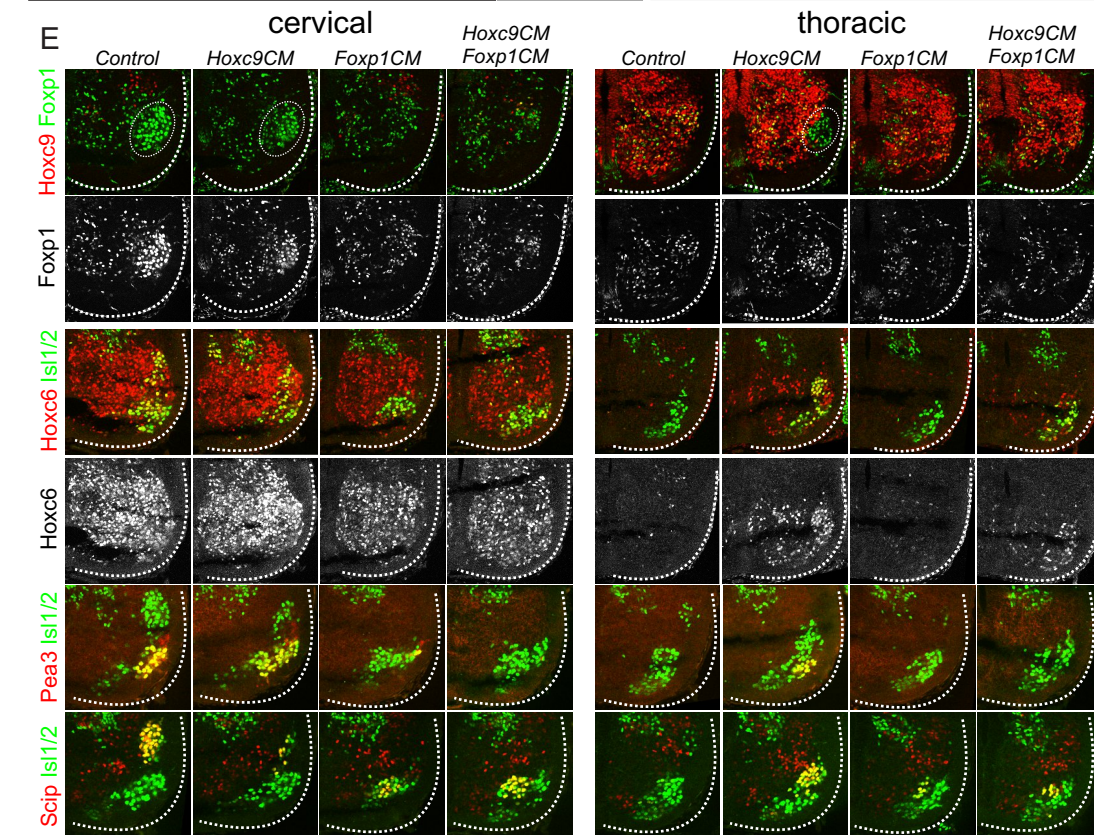 E
cervical
thoracic
Control
Hoxc9CM
Foxp1CM
Hoxc9CM
Foxp1CM
Control
Hoxc9CM
Foxp1CM
Hoxc9CM
Foxp1CM
Hoxc9 Foxp1
Foxp1
Hoxc6 Isl1/2
Hoxc6
Pea3 Isl1/2
Scip Isl1/2